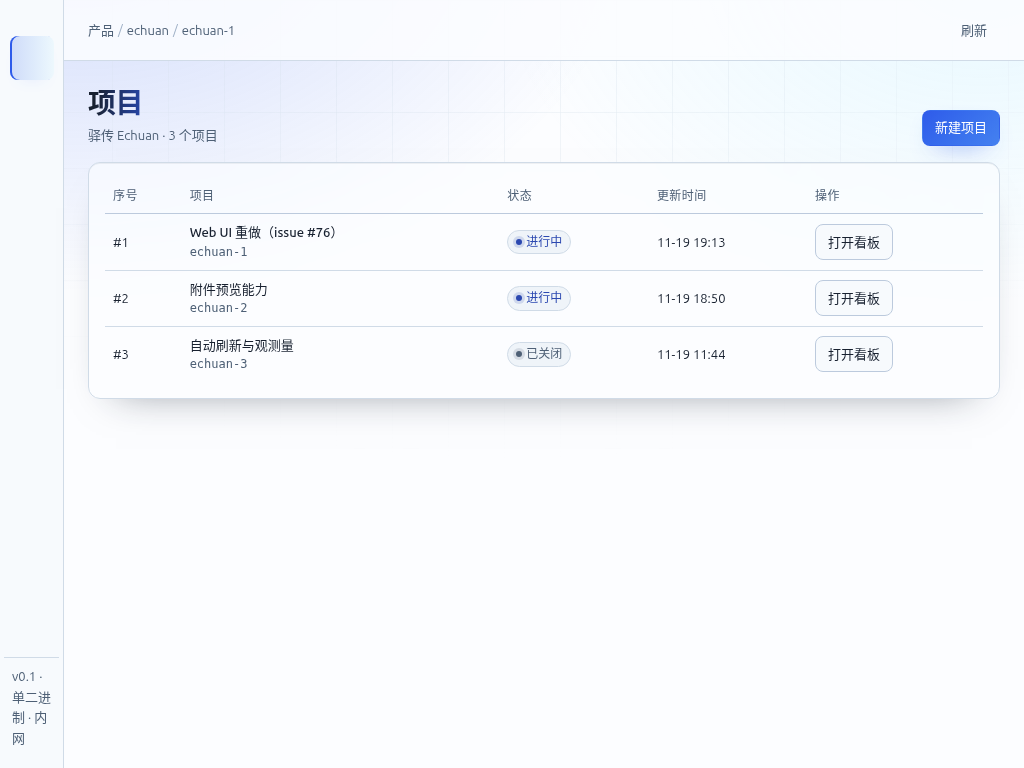 产品 / echuan / echuan-1
刷新
项目
驿传 Echuan · 3 个项目
新建项目
序号 项目 状态 更新时间 操作
#1 Web UI 重做（issue #76） 进行中 11-19 19:13 打开看板
echuan-1
#2 附件预览能力 进行中 11-19 18:50 打开看板
echuan-2
#3 自动刷新与观测量 已关闭 11-19 11:44 打开看板
echuan-3
v0.1 ·
单二进
制 · 内
网